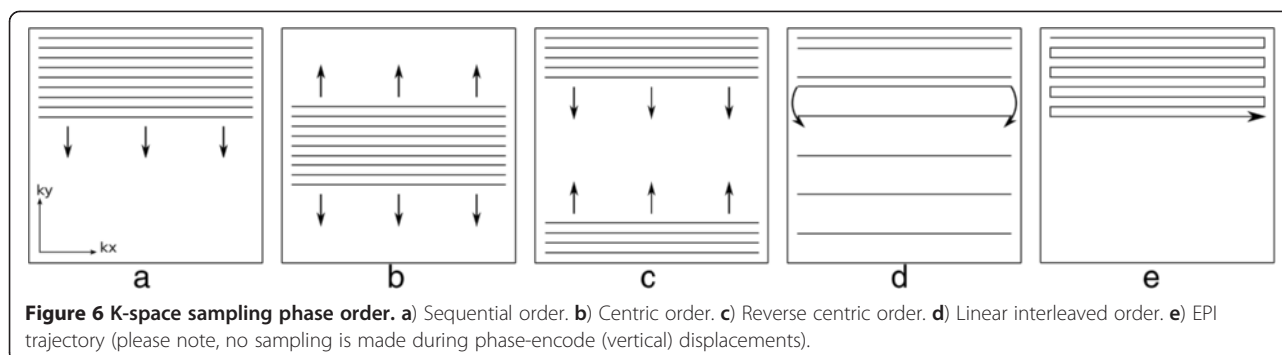 ky
kx
a
b
c
d
e
Figure 6 K-space sampling phase order. a) Sequential order. b) Centric order. c) Reverse centric order. d) Linear interleaved order. e) EPI
trajectory (please note, no sampling is made during phase-encode (vertical) displacements).